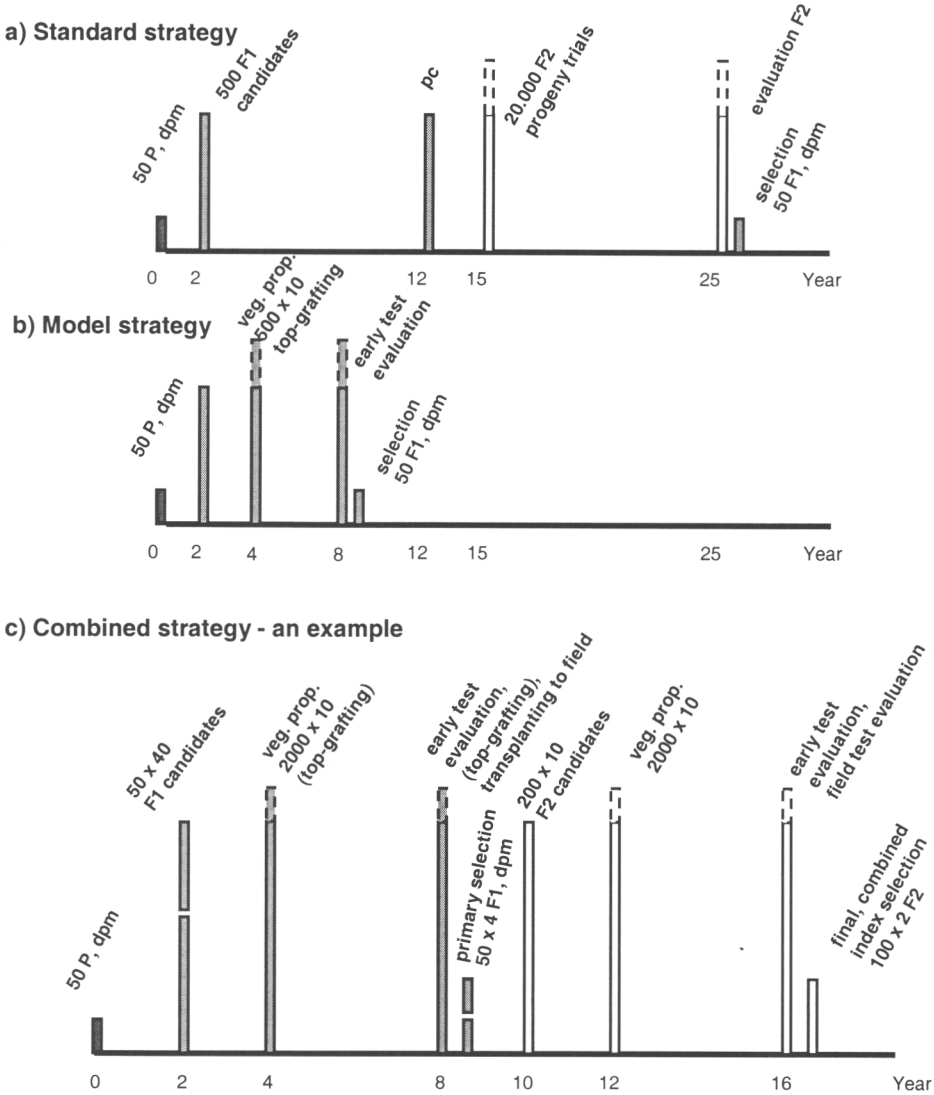 a) Standard strategy
50 P, dpm
500 F1
candidates
pc
20.000 F2
progeny trials
evaluation F2
selection
50 F1, dpm
0 2 12 15 25 Year
b) Model strategy
50 P, dpm
veg. prop.
500 x 10
top-grafting
early test
evaluation
selection
50 F1, dpm
0 2 4 8 12 15 25 Year
c) Combined strategy - an example
50 P, dpm
50 x 40
F1 candidates
veg. prop.
2000 x 10
(top-grafting)
early test
evaluation,
(top-grafting),
transplanting to field
primary selection
50 x 4 F1, dpm
200 x 10
F2 candidates
veg. prop.
2000 x 10
early test
evaluation,
field test evaluation
final, combined
index selection
100 x 2 F2
0 2 4 8 10 12 16 Year